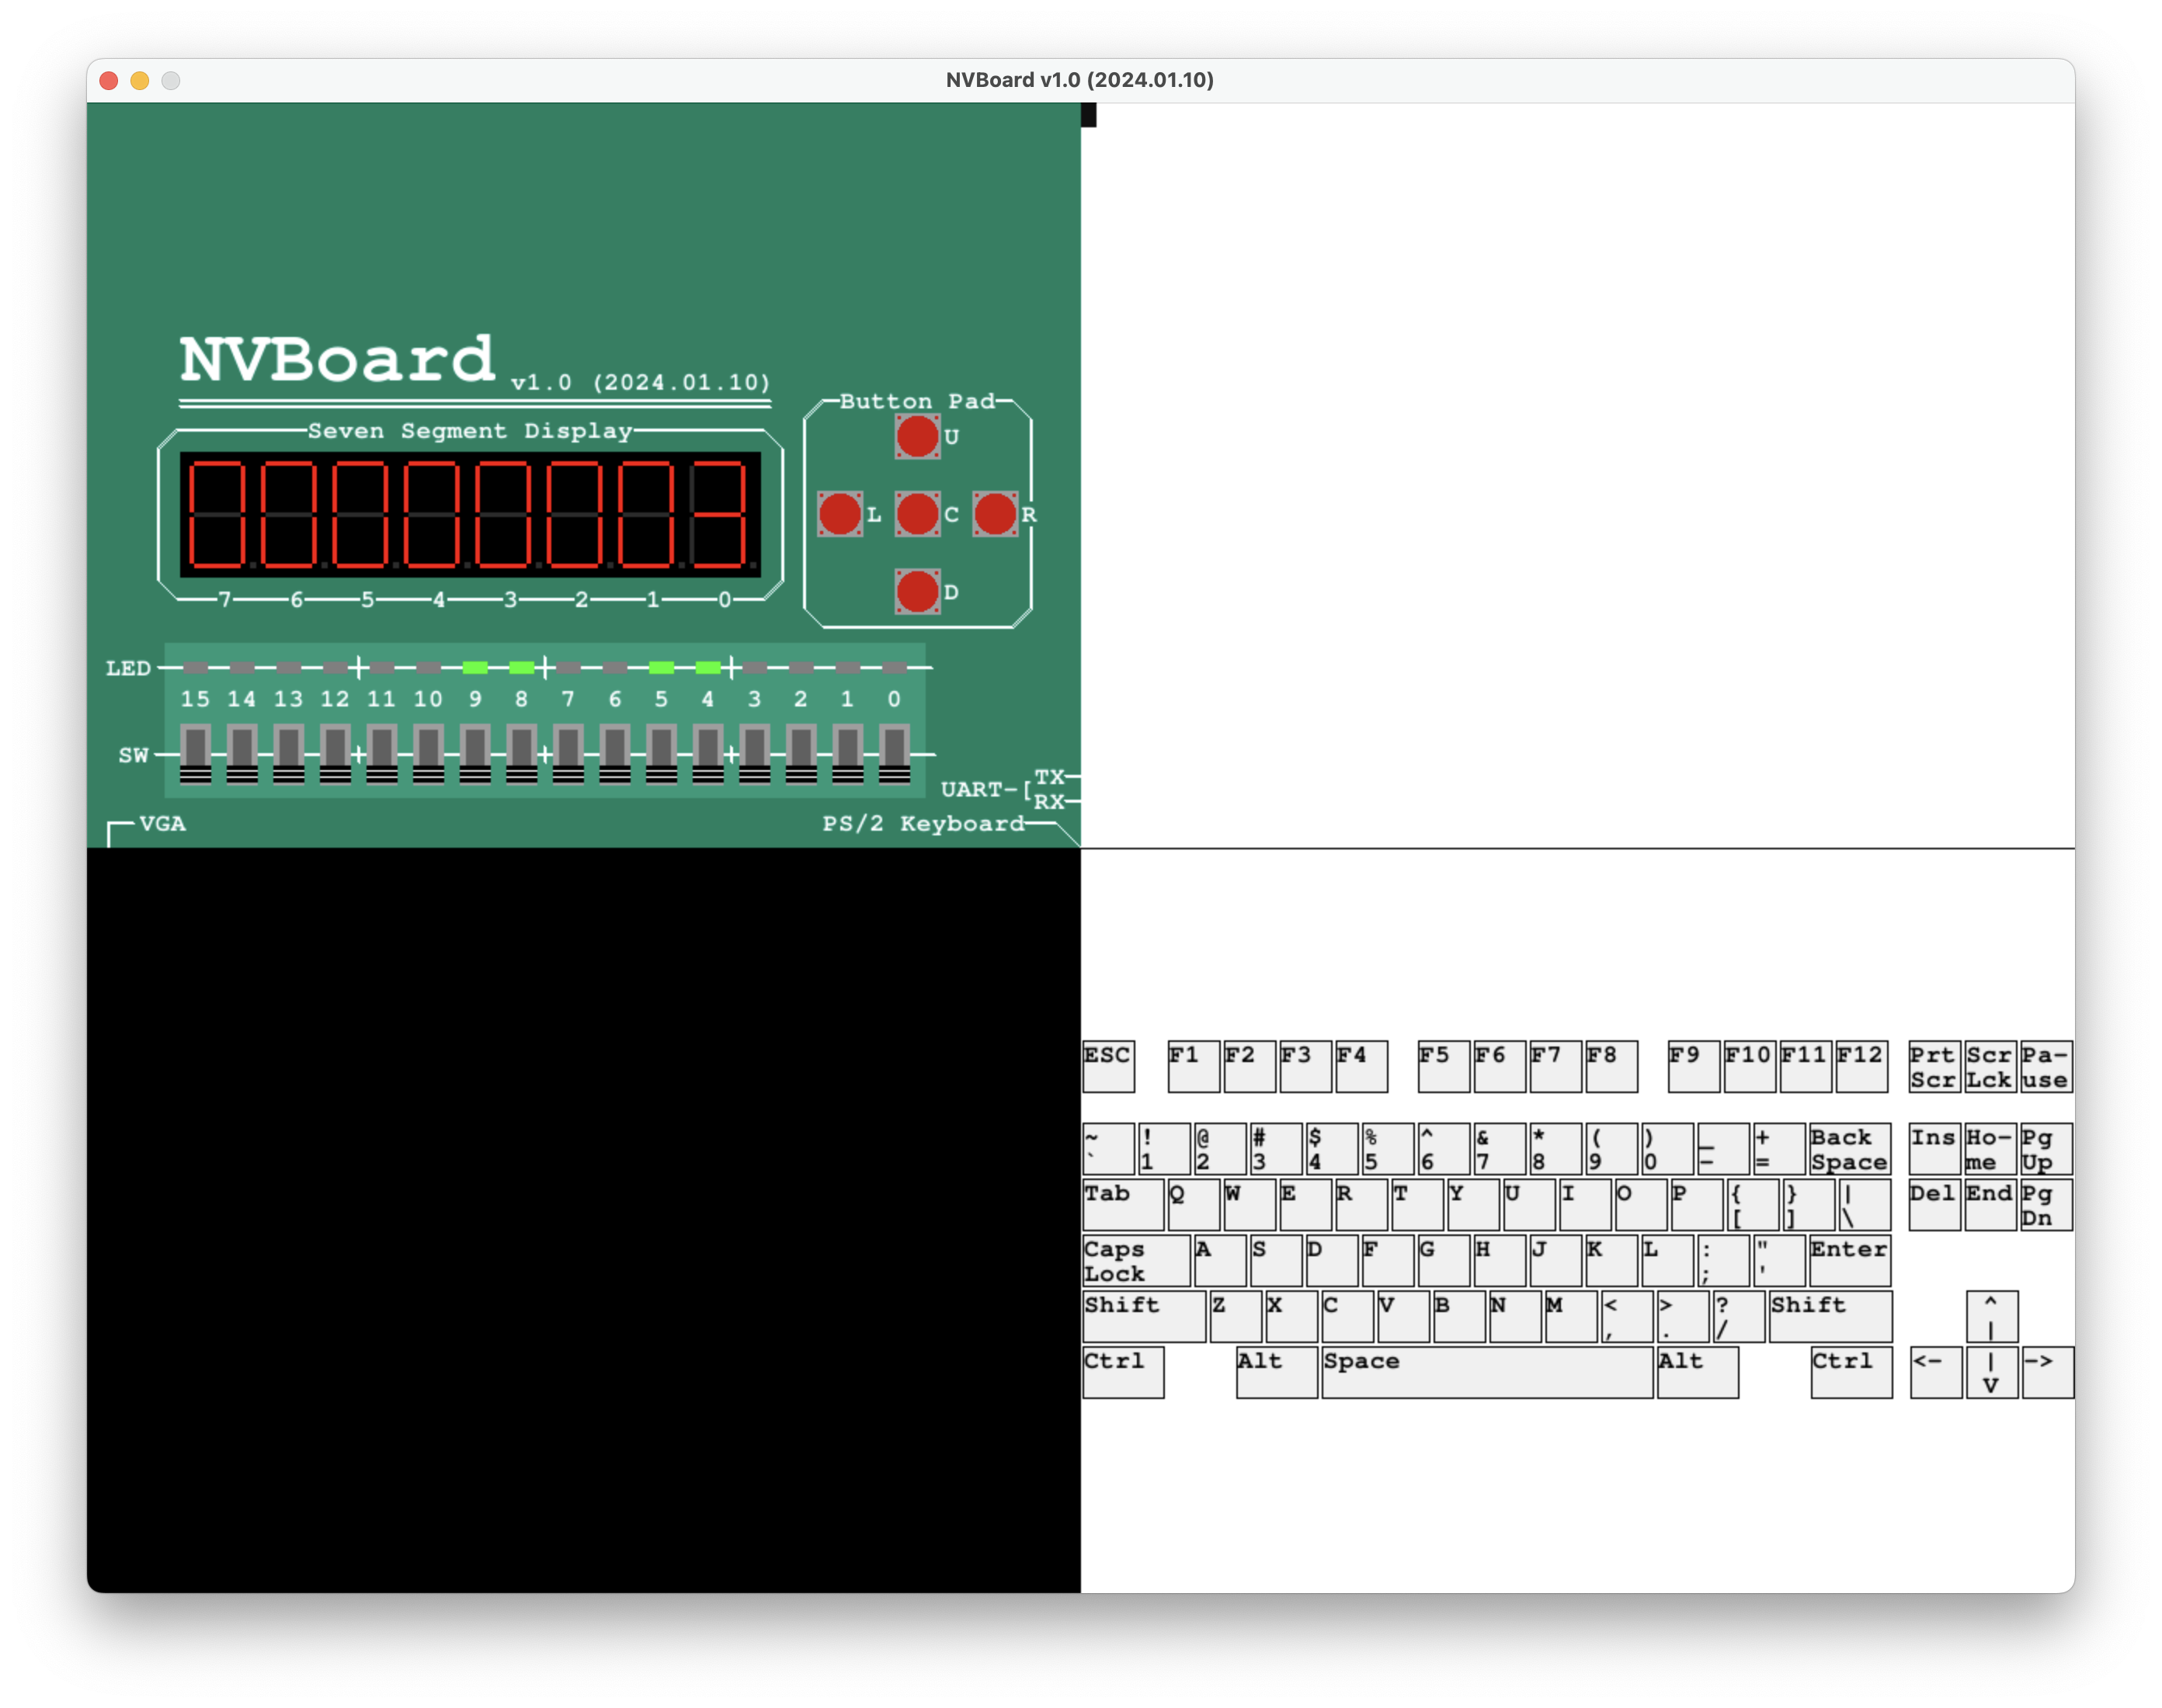 NVBoard v1.0 (2024.01.10)
NVBoard v1.0 (2024.01.10)
Button Pad
U
L C R
D
Seven Segment Display
00000003
7 6 5 4 3 2 1 0
LED
15 14 13 12 11 10 9 8 7 6 5 4 3 2 1 0
SW
UART-[ TX
RX
VGA
PS/2 Keyboard
ESC F1 F2 F3 F4 F5 F6 F7 F8 F9 F10 F11 F12 Prt Scr Pa-
Scr Lck use
~ ! @ # $ % ^ & * ( ) _ + Back Ins Ho- Pg
` 1 2 3 4 5 6 7 8 9 0 - = Space me Up
Tab Q W E R T Y U I O P { } | Del End Pg
[ ] \ Dn
Caps A S D F G H J K L : " Enter
Lock ; '
Shift Z X C V B N M < > ? Shift ^
, . / |
Ctrl Alt Space Alt Ctrl <- | ->
V